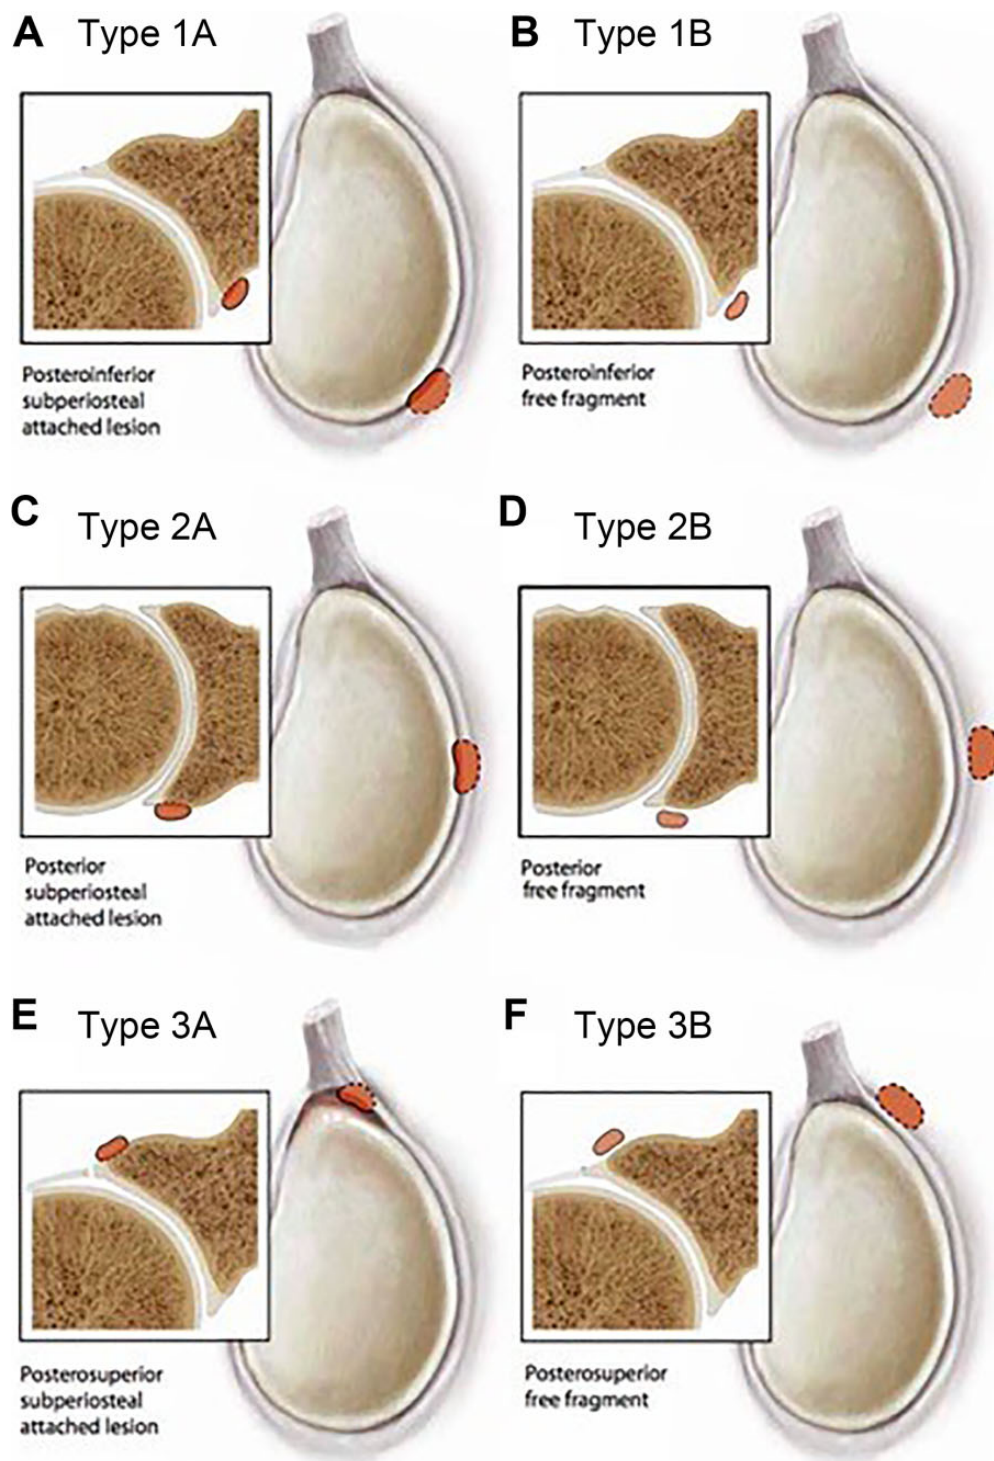 A Type 1A
B Type 1B
Posteroinferior
subperiosteal
attached lesion
Posteroinferior
free fragment
C Type 2A
D Type 2B
Posterior
subperiosteal
attached lesion
Posterior
free fragment
E Type 3A
F Type 3B
Posterosuperior
subperiosteal
attached lesion
Posterosuperior
free fragment